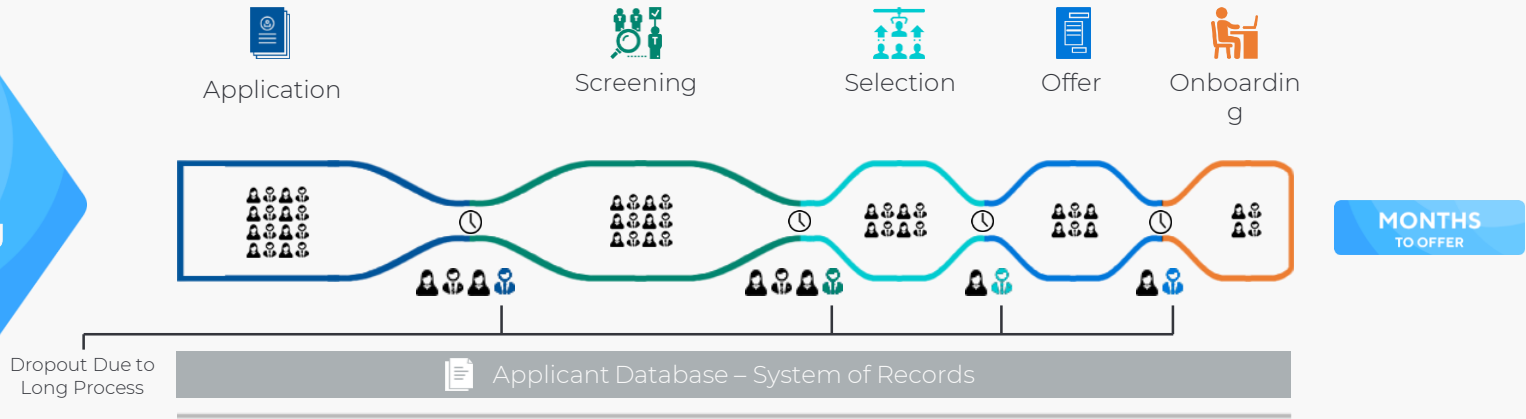 Application
Screening
Selection
Offer
Onboardin
g
MONTHS
TO OFFER
Dropout Due to
Long Process
Applicant Database – System of Records